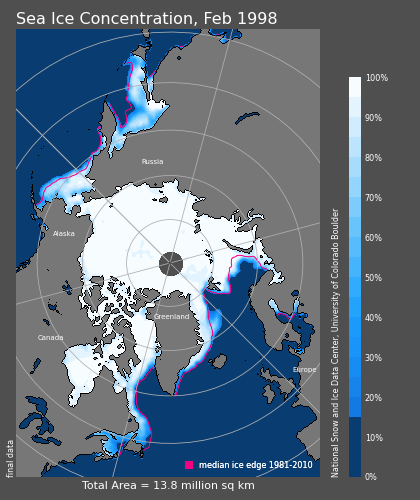 Sea Ice Concentration, Feb 1998
Russia
Alaska
Greenland
Canada
Europe
median ice edge 1981-2010
Total Area = 13.8 million sq km
final data
100%
90%
80%
70%
60%
50%
40%
30%
20%
10%
0%
National Snow and Ice Data Center, University of Colorado Boulder